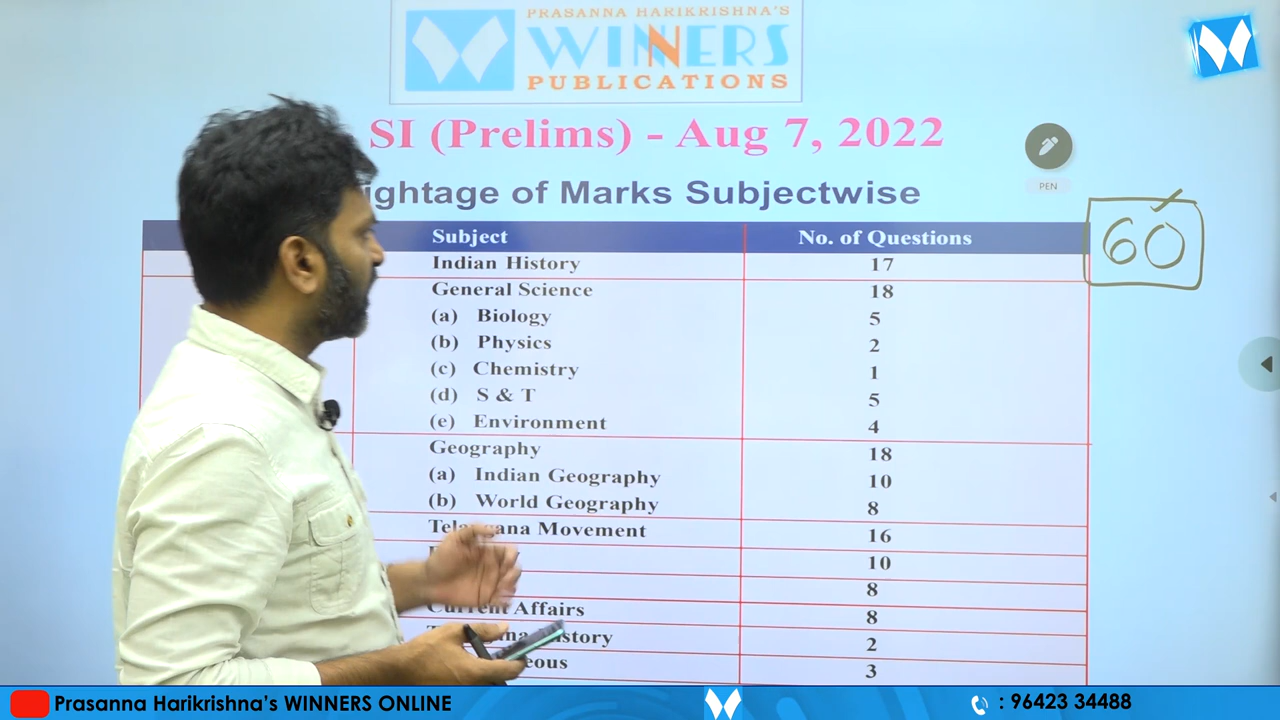 PRASANNA HARIKRISHNA'S
WINNERS
PUBLICATIONS
SI (Prelims) - Aug 7, 2022
ightage of Marks Subjectwise
PEN
60
Subject No. of Questions
Indian History 17
General Science 18
(a) Biology 5
(b) Physics 2
(c) Chemistry 1
(d) S & T 5
(e) Environment 4
Geography 18
(a) Indian Geography 10
(b) World Geography 8
Movement 16
10
8
Affairs 8
2
3
Prasanna Harikrishna's WINNERS ONLINE
: 96423 34488